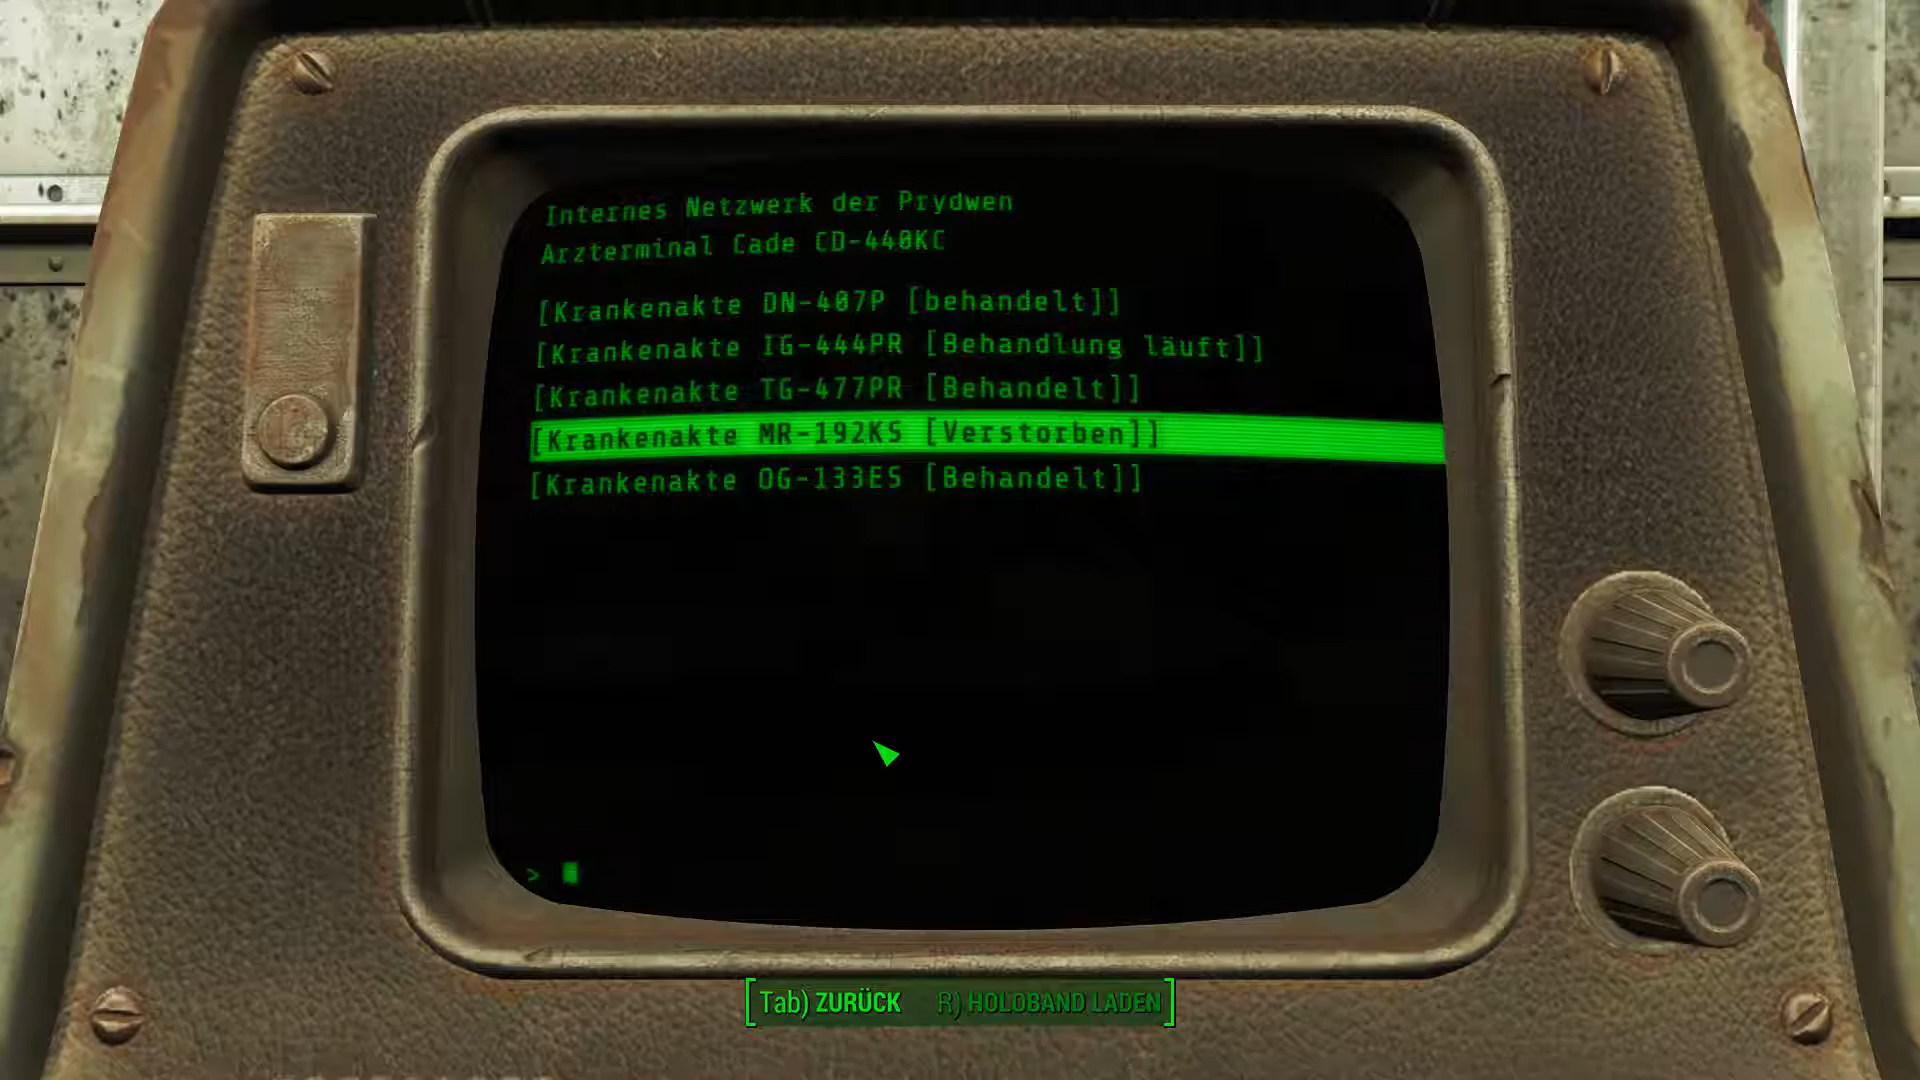 Internes Netzwerk der Prydwen
Arzterminal Cade CD-440KC
[Krankenakte DN-407P [behandelt]]
[Krankenakte IG-444PR [Behandlung läuft]]
[Krankenakte TG-477PR [Behandelt]]
[Krankenakte MR-192KS [Verstorben]]
[Krankenakte OG-133ES [Behandelt]]
>
[Tab) ZURÜCK R) HOLOBAND LADEN]